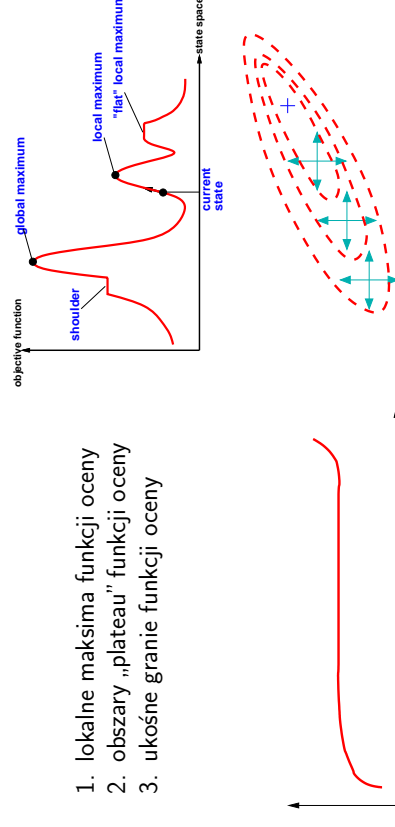 1. lokalne maksima funkcji oceny
2. obszary „plateau" funkcji oceny
3. ukośne granie funkcji oceny
objective function
global maximum
shoulder
local maximum
"flat" local maximum
current
state
state space